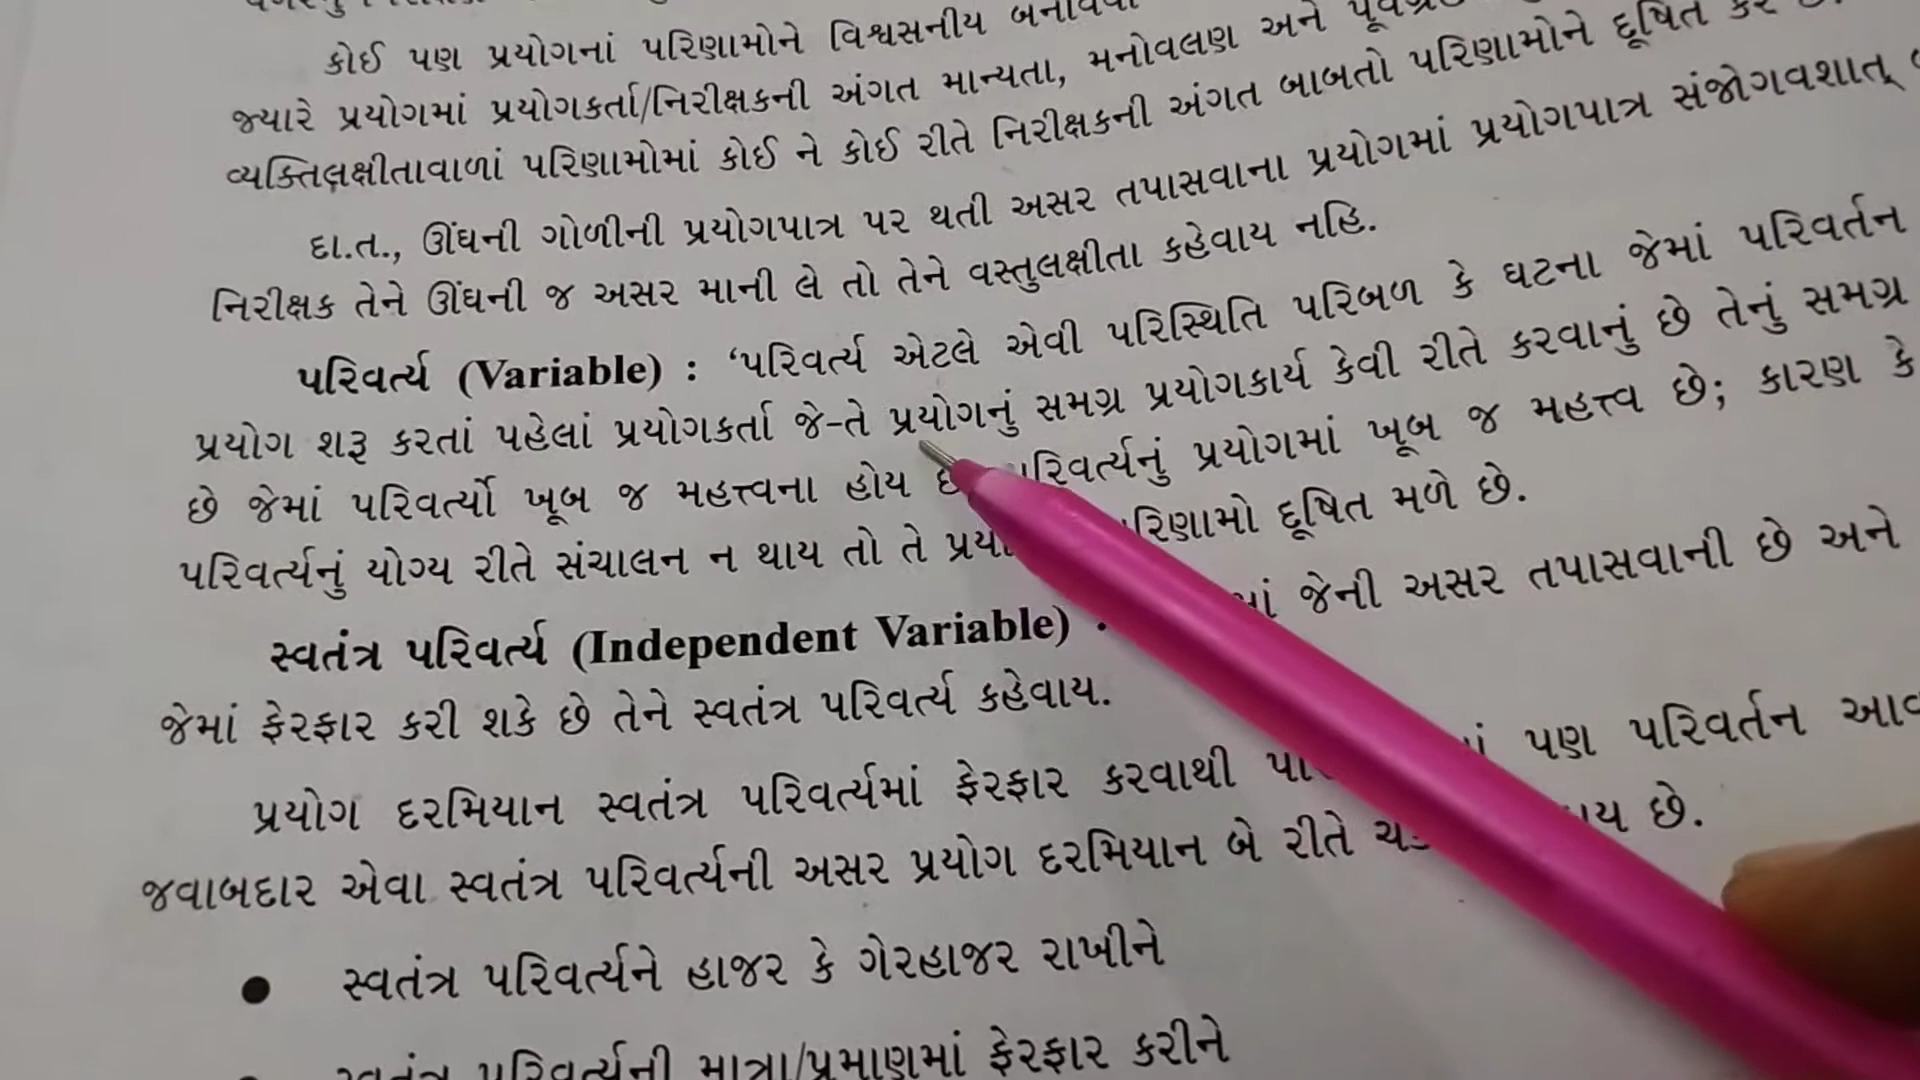 કોઈ પણ પ્રયોગનાં પરિણામોને વિશ્વસનીય
જ્યારે પ્રયોગમાં પ્રયોગકર્તા/નિરીક્ષકની અંગત માન્યતા, મનોવલણ અને
વ્યક્તિલક્ષીતાવાળાં પરિણામોમાં કોઈ ને કોઈ રીતે નિરીક્ષકની અંગત બાબતો પરિણામોને દૂષિત કરે છે.
દા.ત., ઊંઘની ગોળીની પ્રયોગપાત્ર પર થતી અસર તપાસવાના પ્રયોગમાં પ્રયોગપાત્ર સંજોગવશાત્
નિરીક્ષક તેને ઊંઘની જ અસર માની લે તો તેને વસ્તુલક્ષીતા કહેવાય નહિ.
પરિવર્ત્ય (Variable) : ‘પરિવર્ત્ય એટલે એવી પરિસ્થિતિ પરિબળ કે ઘટના જેમાં પરિવર્તન
પ્રયોગ શરૂ કરતાં પહેલાં પ્રયોગકર્તા જે-તે પ્રયોગનું સમગ્ર પ્રયોગકાર્ય કેવી રીતે કરવાનું છે તેનું સમગ્ર
છે જેમાં પરિવર્ત્યો ખૂબ જ મહત્ત્વના હોય પરિવર્ત્યનું પ્રયોગમાં ખૂબ જ મહત્ત્વ છે; કારણ કે
પરિવર્ત્યનું યોગ્ય રીતે સંચાલન ન થાય તો તે પરિણામો દૂષિત મળે છે.
સ્વતંત્ર પરિવર્ત્ય (Independent Variable) : જેની અસર તપાસવાની છે અને
જેમાં ફેરફાર કરી શકે છે તેને સ્વતંત્ર પરિવર્ત્ય કહેવાય.
પ્રયોગ દરમિયાન સ્વતંત્ર પરિવર્ત્યમાં ફેરફાર કરવાથી પણ પરિવર્તન
જવાબદાર એવા સ્વતંત્ર પરિવર્ત્યની અસર પ્રયોગ દરમિયાન બે રીતે છે.
● સ્વતંત્ર પરિવર્ત્યને હાજર કે ગેરહાજર રાખીને
સ્વતંત્ર પરિવર્ત્યની માત્રા/પ્રમાણમાં ફેરફાર કરીને